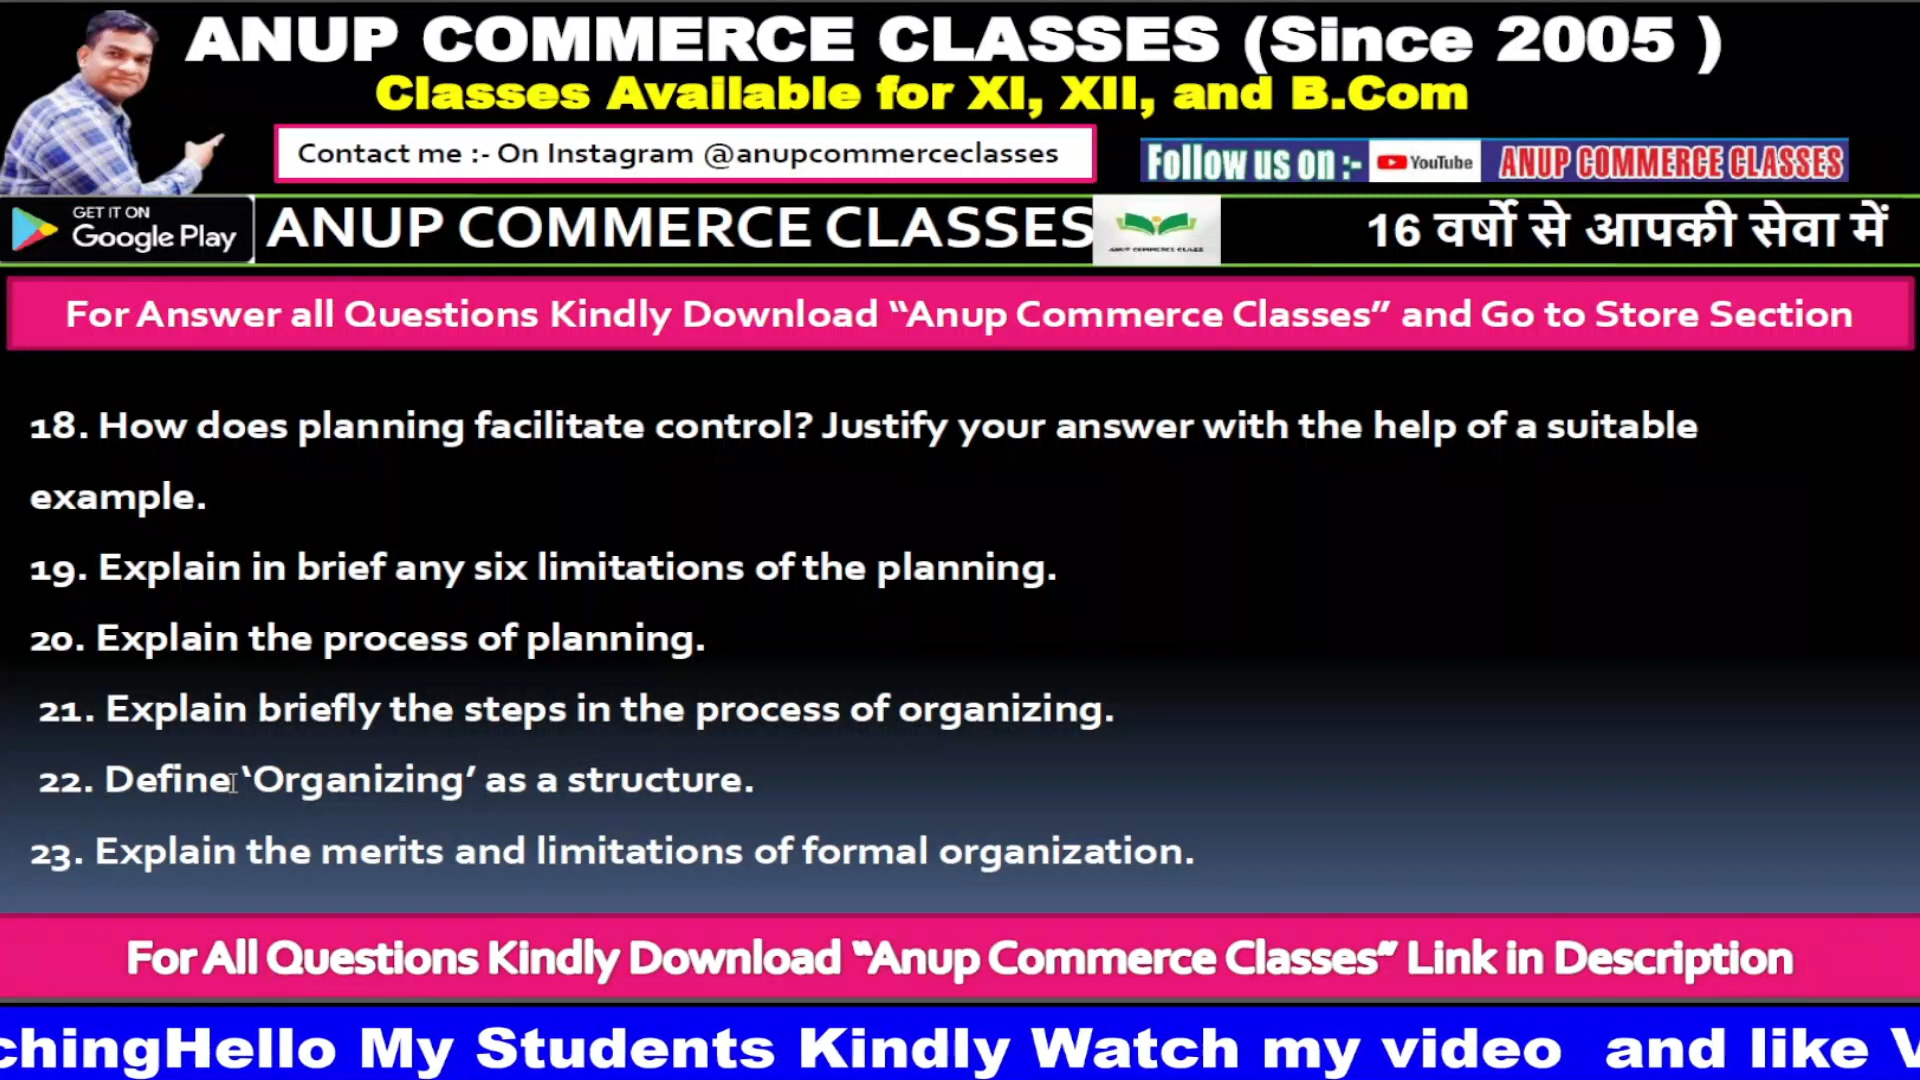 ANUP COMMERCE CLASSES (Since 2005 )
Classes Available for XI, XII, and B.Com
Contact me :- On Instagram @anupcommerceclasses
Follow us on :- YouTube ANUP COMMERCE CLASSES
GET IT ON
Google Play
ANUP COMMERCE CLASSES
ANUP COMMERCE CLASS
16 वर्षो से आपकी सेवा में
For Answer all Questions Kindly Download “Anup Commerce Classes” and Go to Store Section
18. How does planning facilitate control? Justify your answer with the help of a suitable
example.
19. Explain in brief any six limitations of the planning.
20. Explain the process of planning.
21. Explain briefly the steps in the process of organizing.
22. Define ‘Organizing’ as a structure.
23. Explain the merits and limitations of formal organization.
For All Questions Kindly Download “Anup Commerce Classes” Link in Description
chingHello My Students Kindly Watch my video and like V